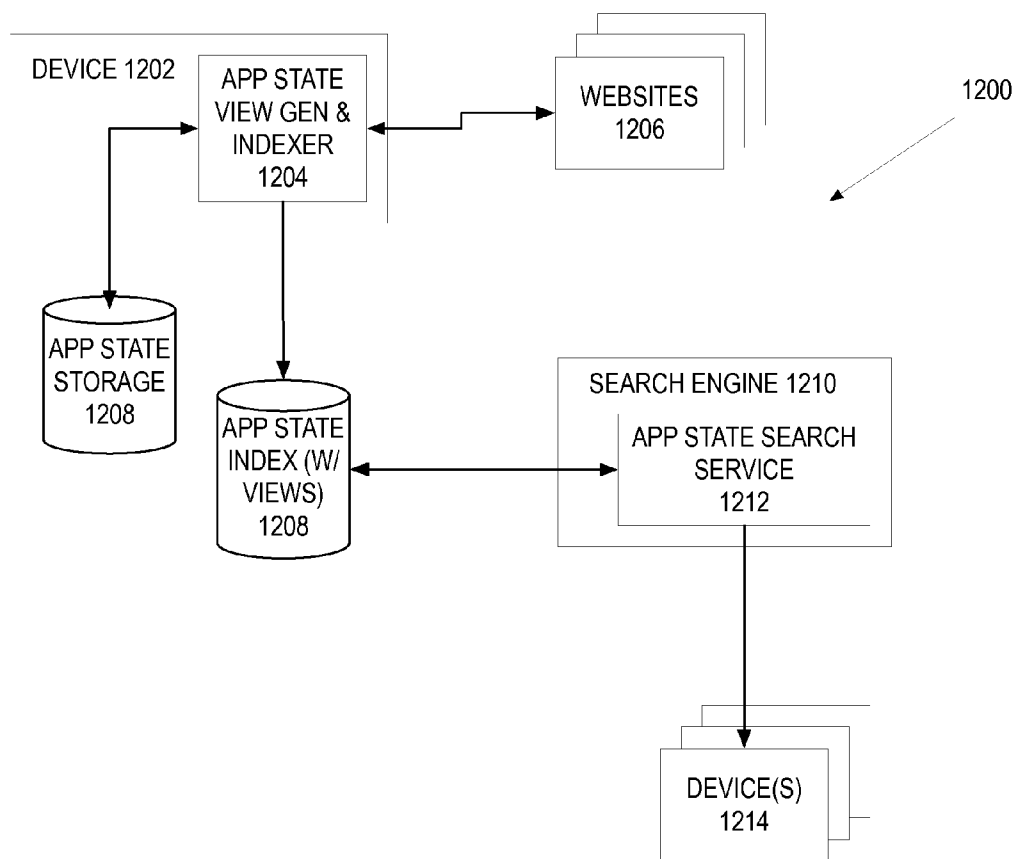 DEVICE 1202
APP STATE
VIEW GEN &
INDEXER
1204
WEBSITES
1206
1200
APP STATE
STORAGE
1208
APP STATE
INDEX (W/
VIEWS)
1208
SEARCH ENGINE 1210
APP STATE SEARCH
SERVICE
1212
DEVICE(S)
1214